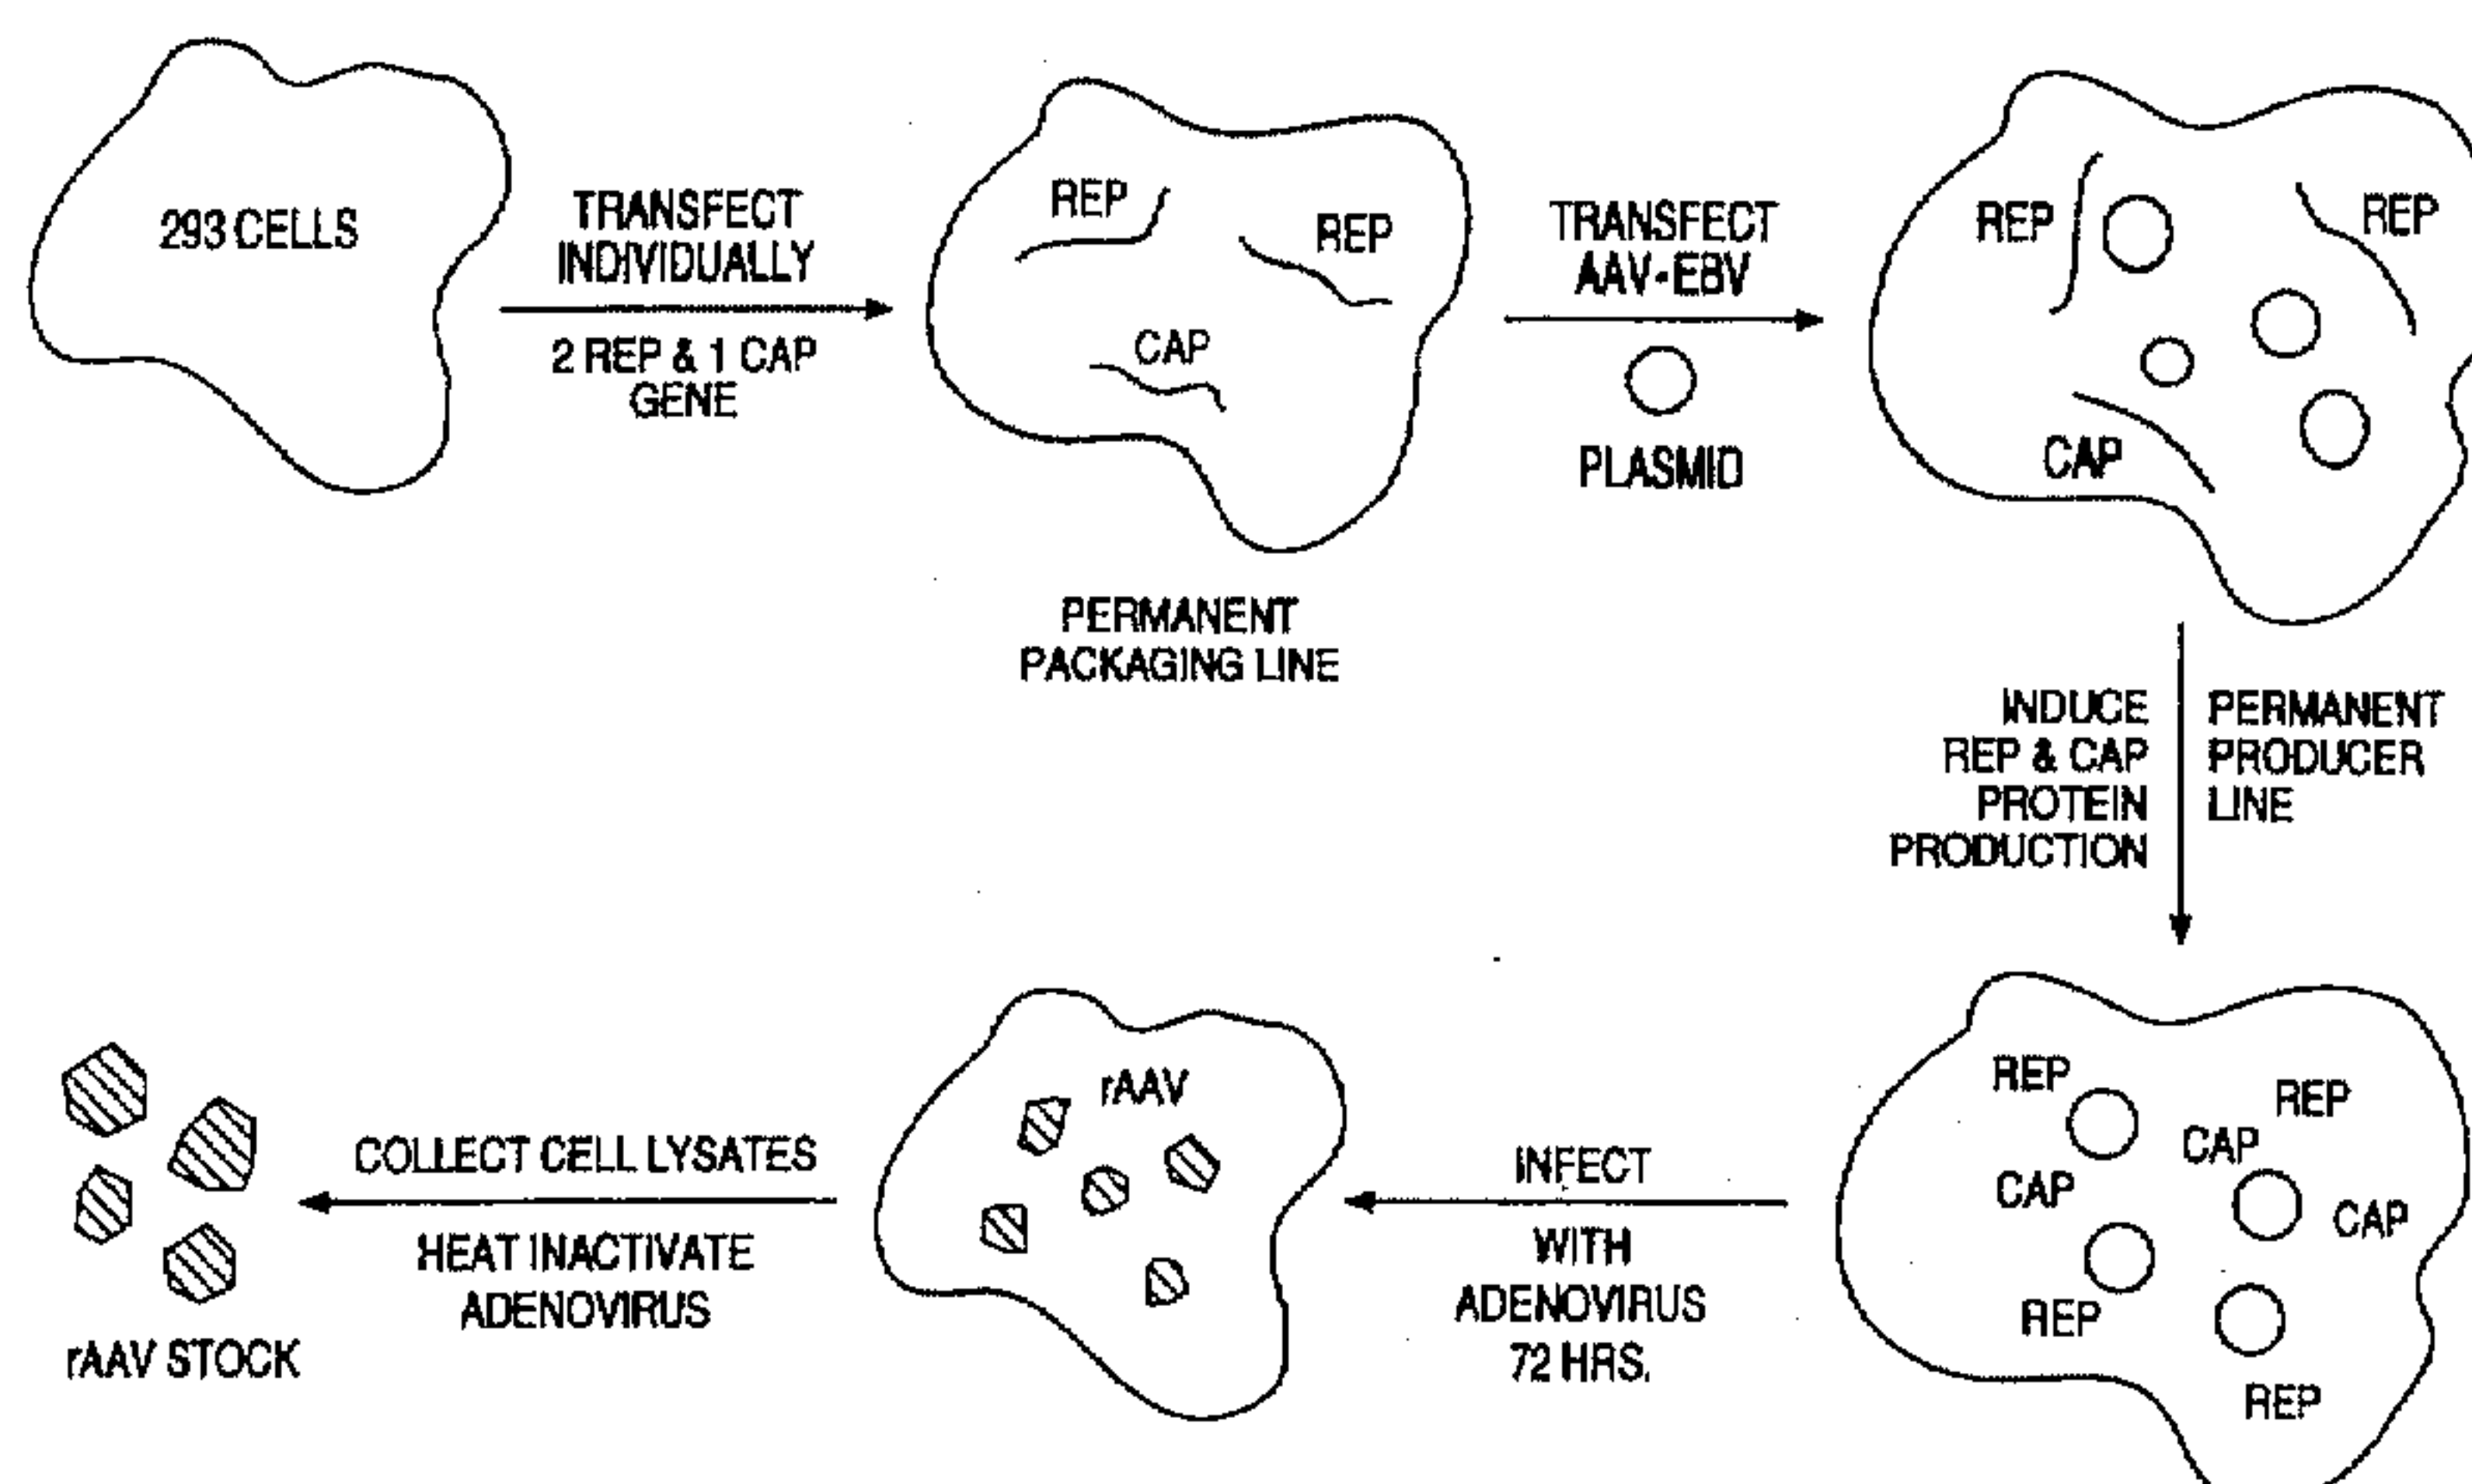 293 CELLS
TRANSFECT
INDIVIDUALLY
2 REP & 1 CAP
GENE
REP
REP
CAP
PERMANENT
PACKAGING LINE
TRANSFECT
AAV-EBV
PLASMID
REP
REP
CAP
INDUCE
REP & CAP
PROTEIN
PRODUCTION
PERMANENT
PRODUCER
LINE
REP
REP
CAP
CAP
CAP
REP
REP
INFECT
WITH
ADENOVIRUS
72 HRS.
rAAV
COLLECT CELL LYSATES
HEAT INACTIVATE
ADENOVIRUS
rAAV STOCK